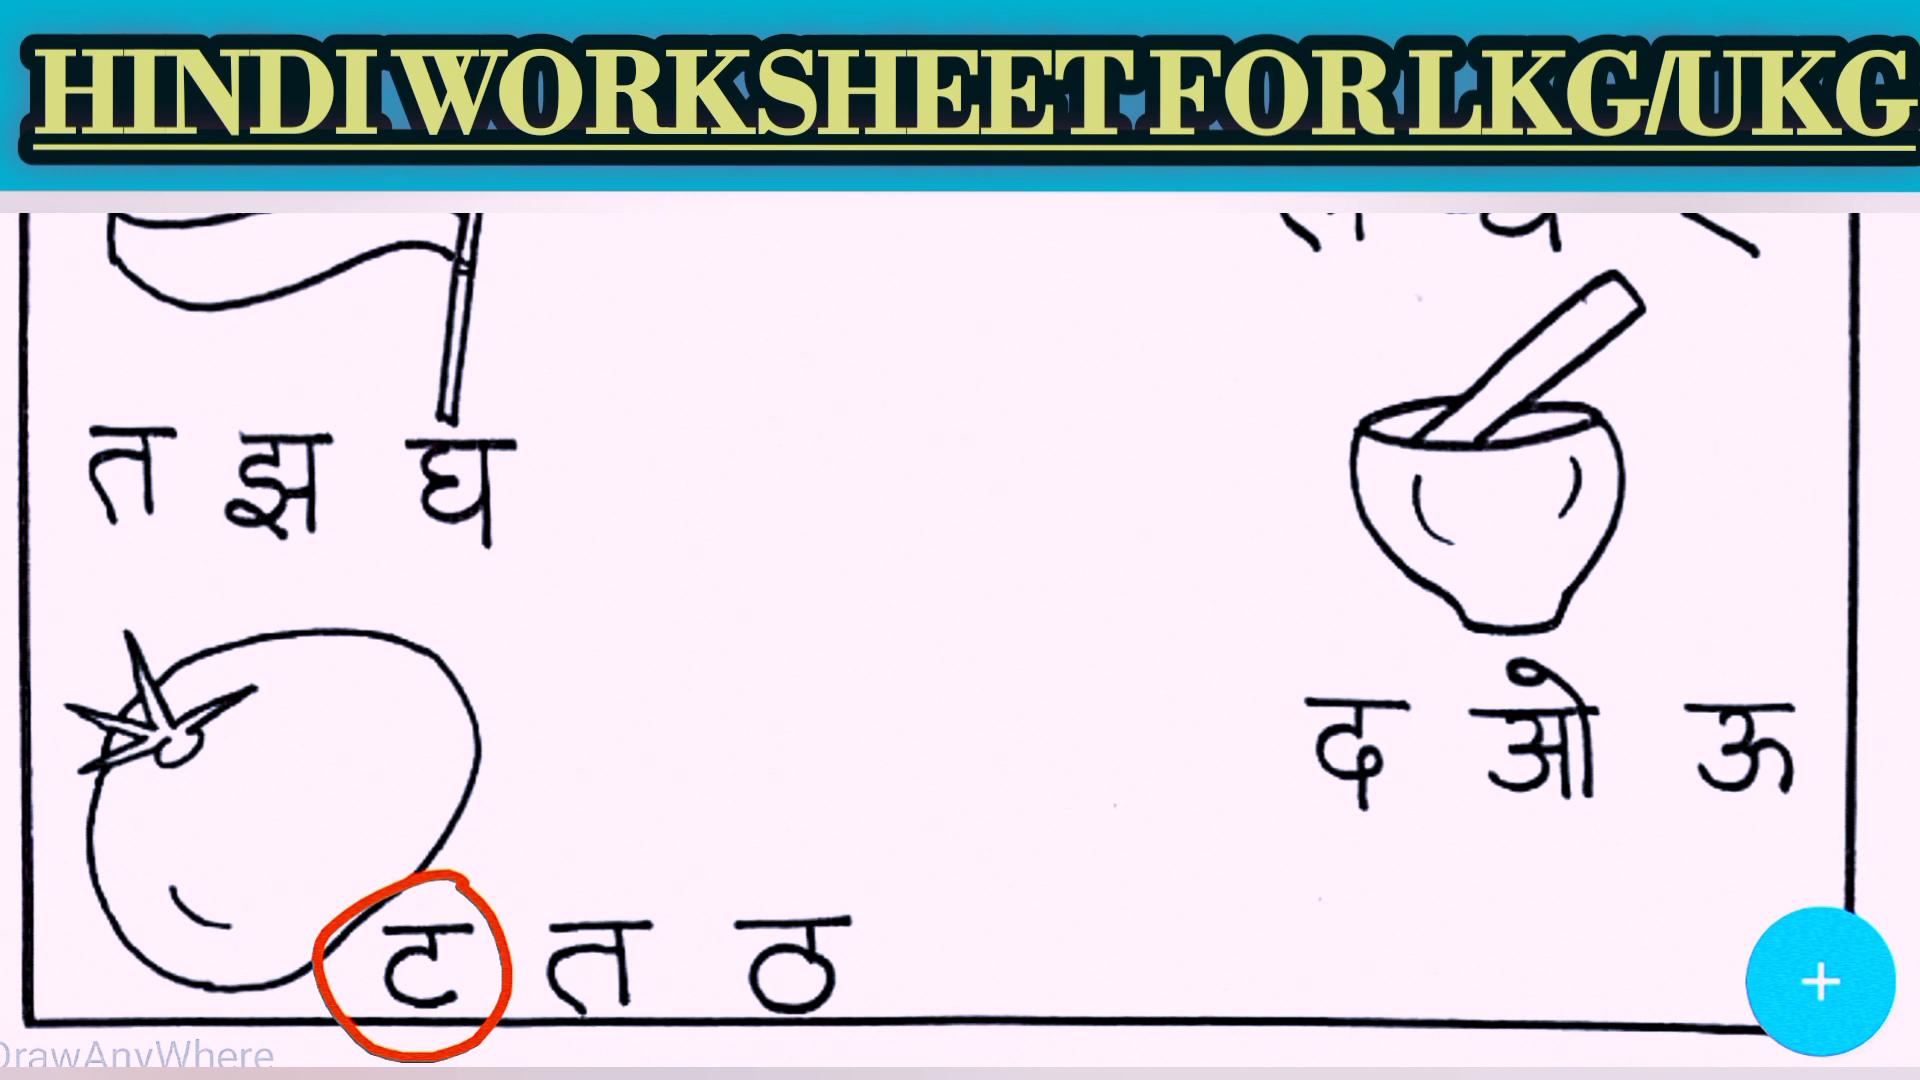 HINDI WORKSHEET FOR LKG/UKG
त झ घ
द ओ ऊ
ट त ठ
DrawAnyWhere